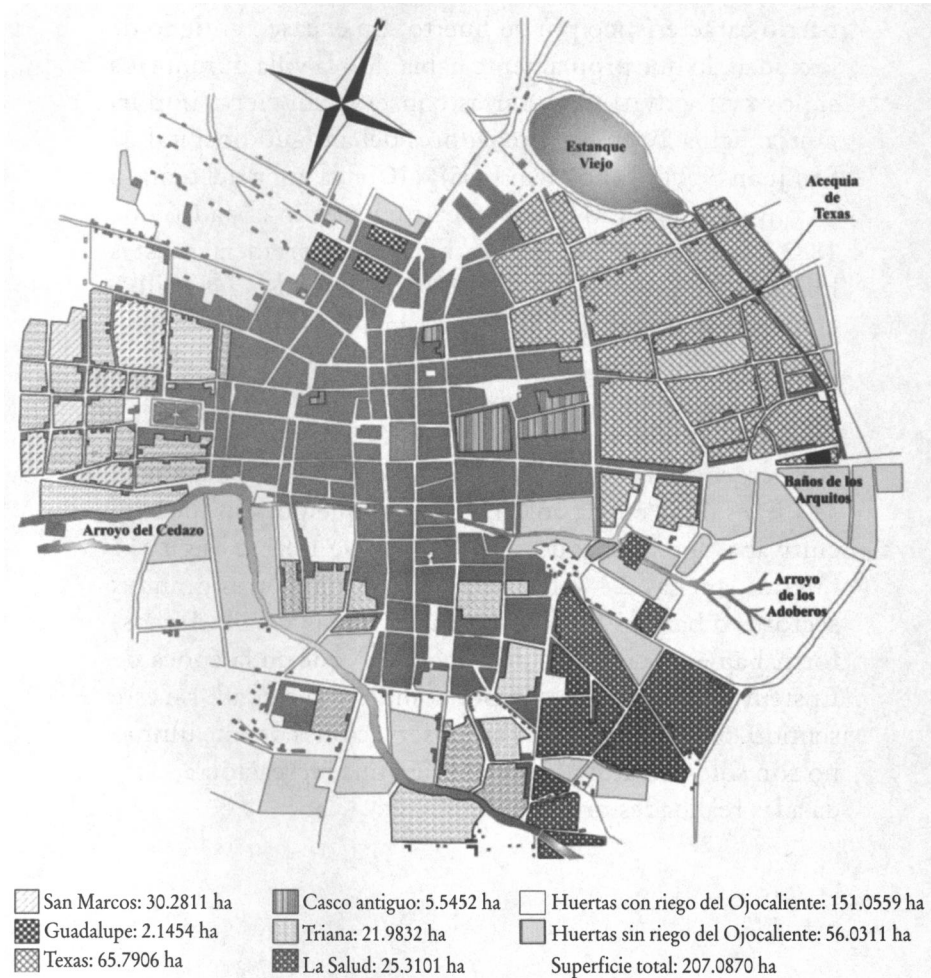 N
Estanque
Viejo
Acequia
de
Texas
Baños de los
Arquitos
Arroyo del Cedazo
Arroyo
de los
Adoberos
San Marcos: 30.2811 ha
Guadalupe: 2.1454 ha
Texas: 65.7906 ha
Casco antiguo: 5.5452 ha
Triana: 21.9832 ha
La Salud: 25.3101 ha
Huertas con riego del Ojocaliente: 151.0559 ha
Huertas sin riego del Ojocaliente: 56.0311 ha
Superficie total: 207.0870 ha